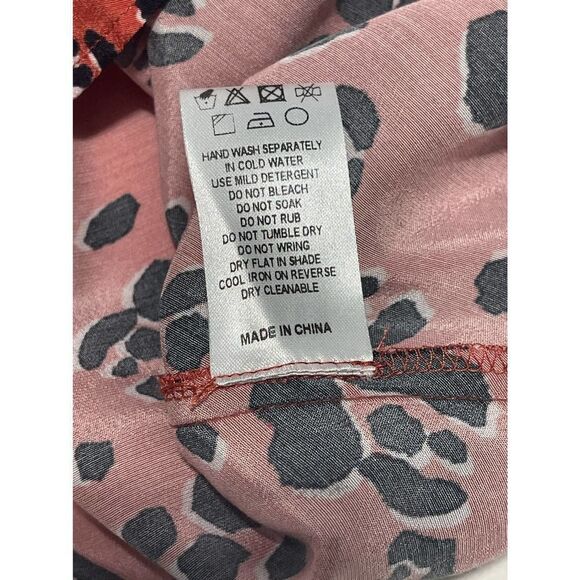 HAND WASH SEPARATELY
IN COLD WATER
USE MILD DETERGENT
DO NOT BLEACH
DO NOT SOAK
DO NOT RUB
DO NOT TUMBLE DRY
DO NOT WRING
DRY FLAT IN SHADE
COOL IRON ON REVERSE
DRY CLEANABLE
MADE IN CHINA